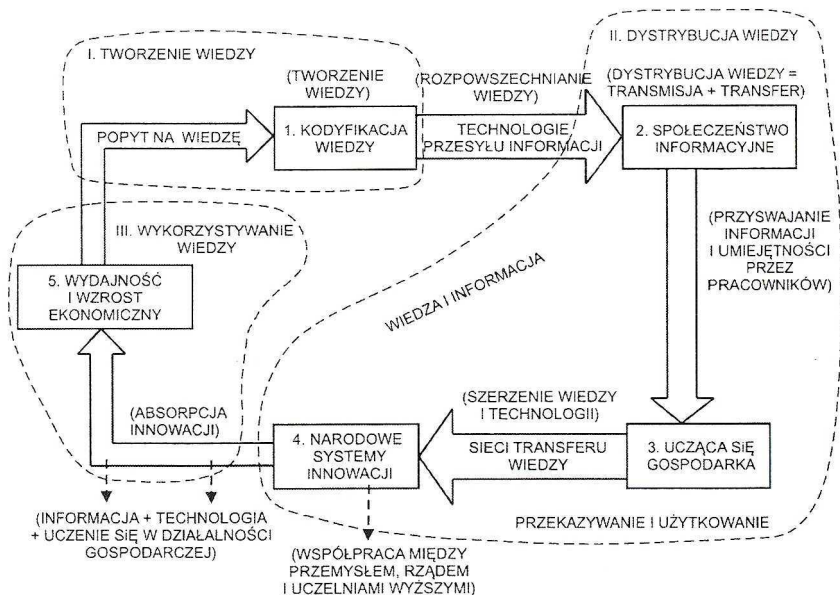 I. TWORZENIE WIEDZY
II. DYSTRYBUCJA WIEDZY
(TWORZENIE
WIEDZY)
(ROZPOWSZECHNIANIE
WIEDZY)
(DYSTRYBUCJA WIEDZY =
TRANSMISJA + TRANSFER)
POPYT NA WIEDZĘ
1. KODYFIKACJA
WIEDZY
TECHNOLOGIE
PRZESYŁU INFORMACJI
2. SPOŁECZEŃSTWO
INFORMACYJNE
(PRZYSWAJANIE
INFORMACJI
I UMIEJĘTNOŚCI
PRZEZ
PRACOWNIKÓW)
III. WYKORZYSTYWANIE
WIEDZY
5. WYDAJNOŚĆ
I WZROST
EKONOMICZNY
WIEDZA I INFORMACJA
(ABSORPCJA
INNOWACJI)
4. NARODOWE
SYSTEMY
INNOWACJI
(SZERZENIE WIEDZY
I TECHNOLOGII)
SIECI TRANSFERU
WIEDZY
3. UCZĄCA SIĘ
GOSPODARKA
PRZEKAZYWANIE I UŻYTKOWANIE
(INFORMACJA + TECHNOLOGIA
+ UCZENIE SIĘ W DZIAŁALNOŚCI
GOSPODARCZEJ)
(WSPÓŁPRACA MIĘDZY
PRZEMYSŁEM, RZĄDEM
I UCZELNIAMI WYŻSZYMI)